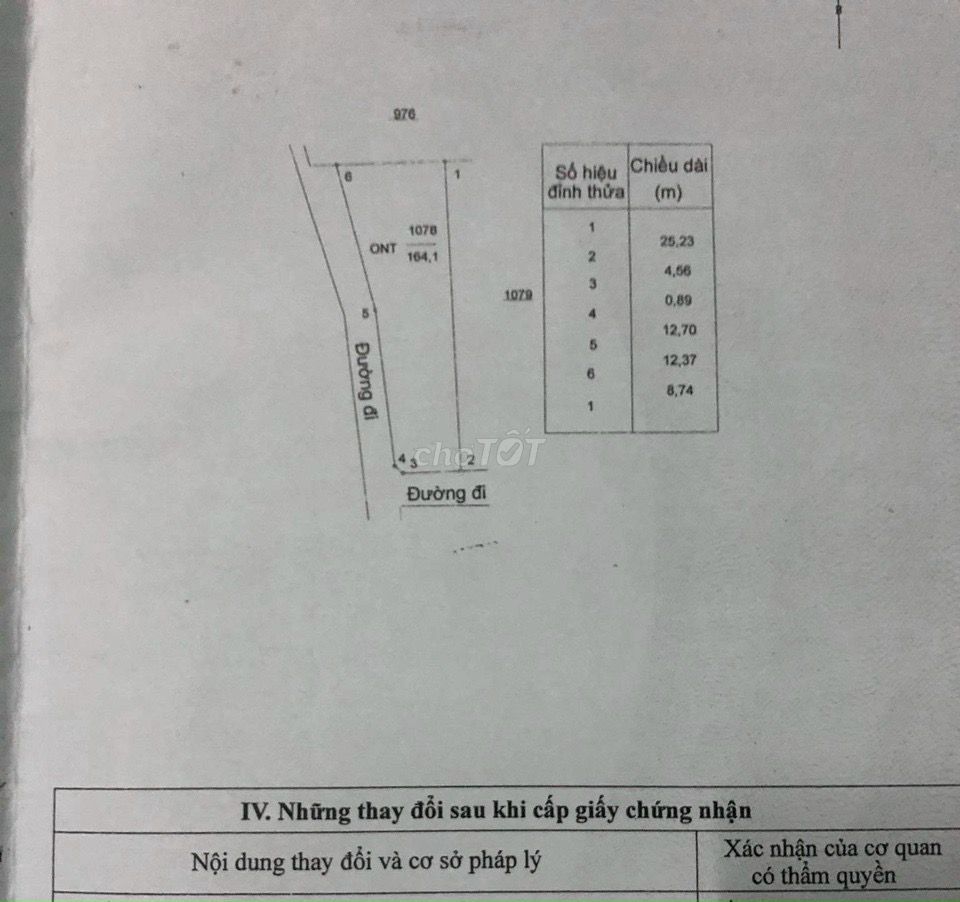 976
6
1
ONT
1078
164,1
5
1079
Đường đi
4
3
2
Đường đi
chợTỐT
Số hiệu đỉnh thửa
Chiều dài (m)
1
25,23
2
4,56
3
0,89
4
12,70
5
12,37
6
8,74
1
IV. Những thay đổi sau khi cấp giấy chứng nhận
Nội dung thay đổi và cơ sở pháp lý
Xác nhận của cơ quan
có thẩm quyền